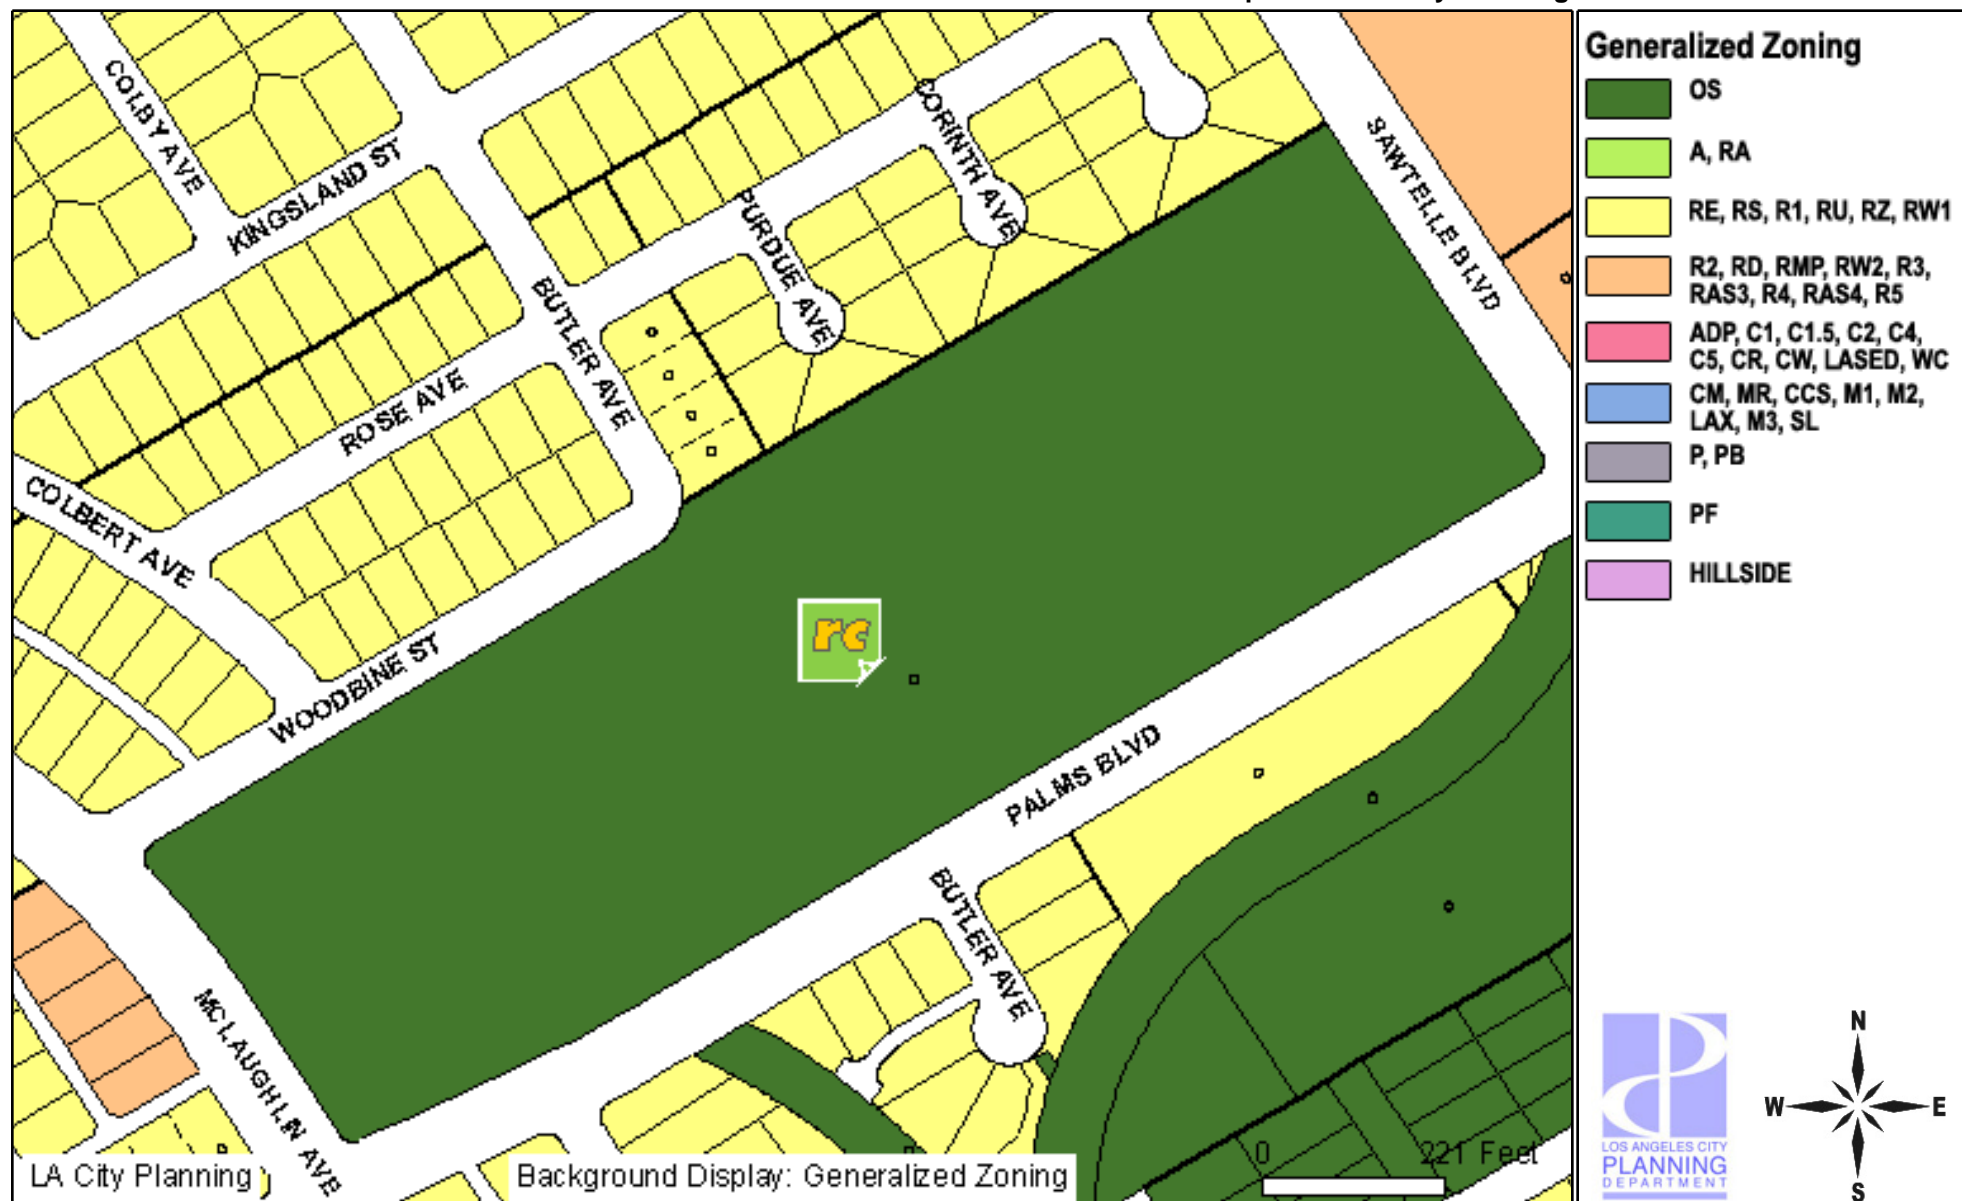 COLBY AVE
KINGSLAND ST
CORINTH AVE
SAWTELLE BLVD
PURDUE AVE
BUTLER AVE
ROSE AVE
COLBERT AVE
WOODBINE ST
rc
PALMS BLVD
BUTLER AVE
MCLAUGHLIN AVE
0 221 Feet
LA City Planning
Background Display: Generalized Zoning
Generalized Zoning
OS
A, RA
RE, RS, R1, RU, RZ, RW1
R2, RD, RMP, RW2, R3,
RAS3, R4, RAS4, R5
ADP, C1, C1.5, C2, C4,
C5, CR, CW, LASED, WC
CM, MR, CCS, M1, M2,
LAX, M3, SL
P, PB
PF
HILLSIDE
LOS ANGELES CITY
PLANNING
DEPARTMENT
N
W E
S